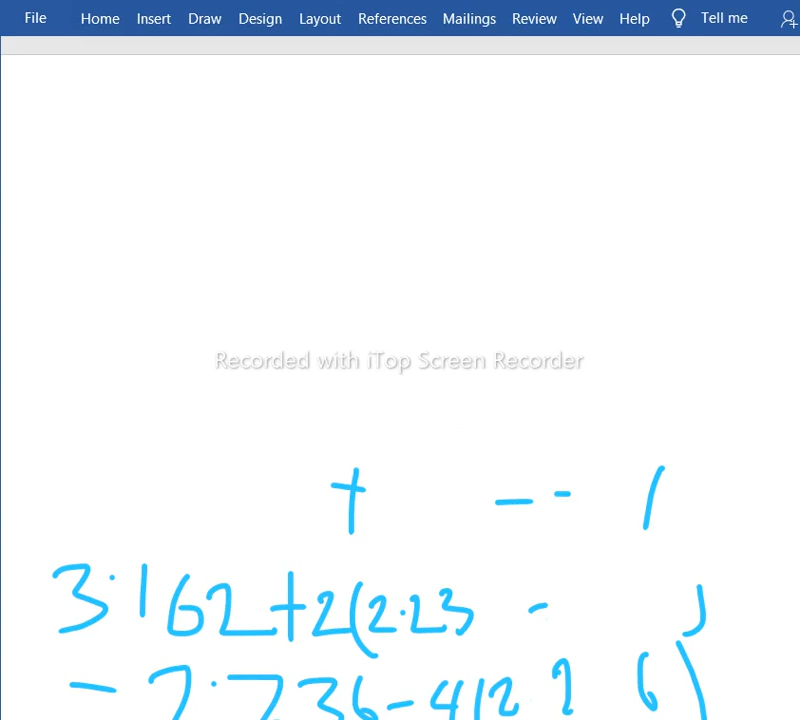 File Home Insert Draw Design Layout References Mailings Review View Help Tell me
Recorded with iTop Screen Recorder
+ - - (
3.162+2(2.23 - )